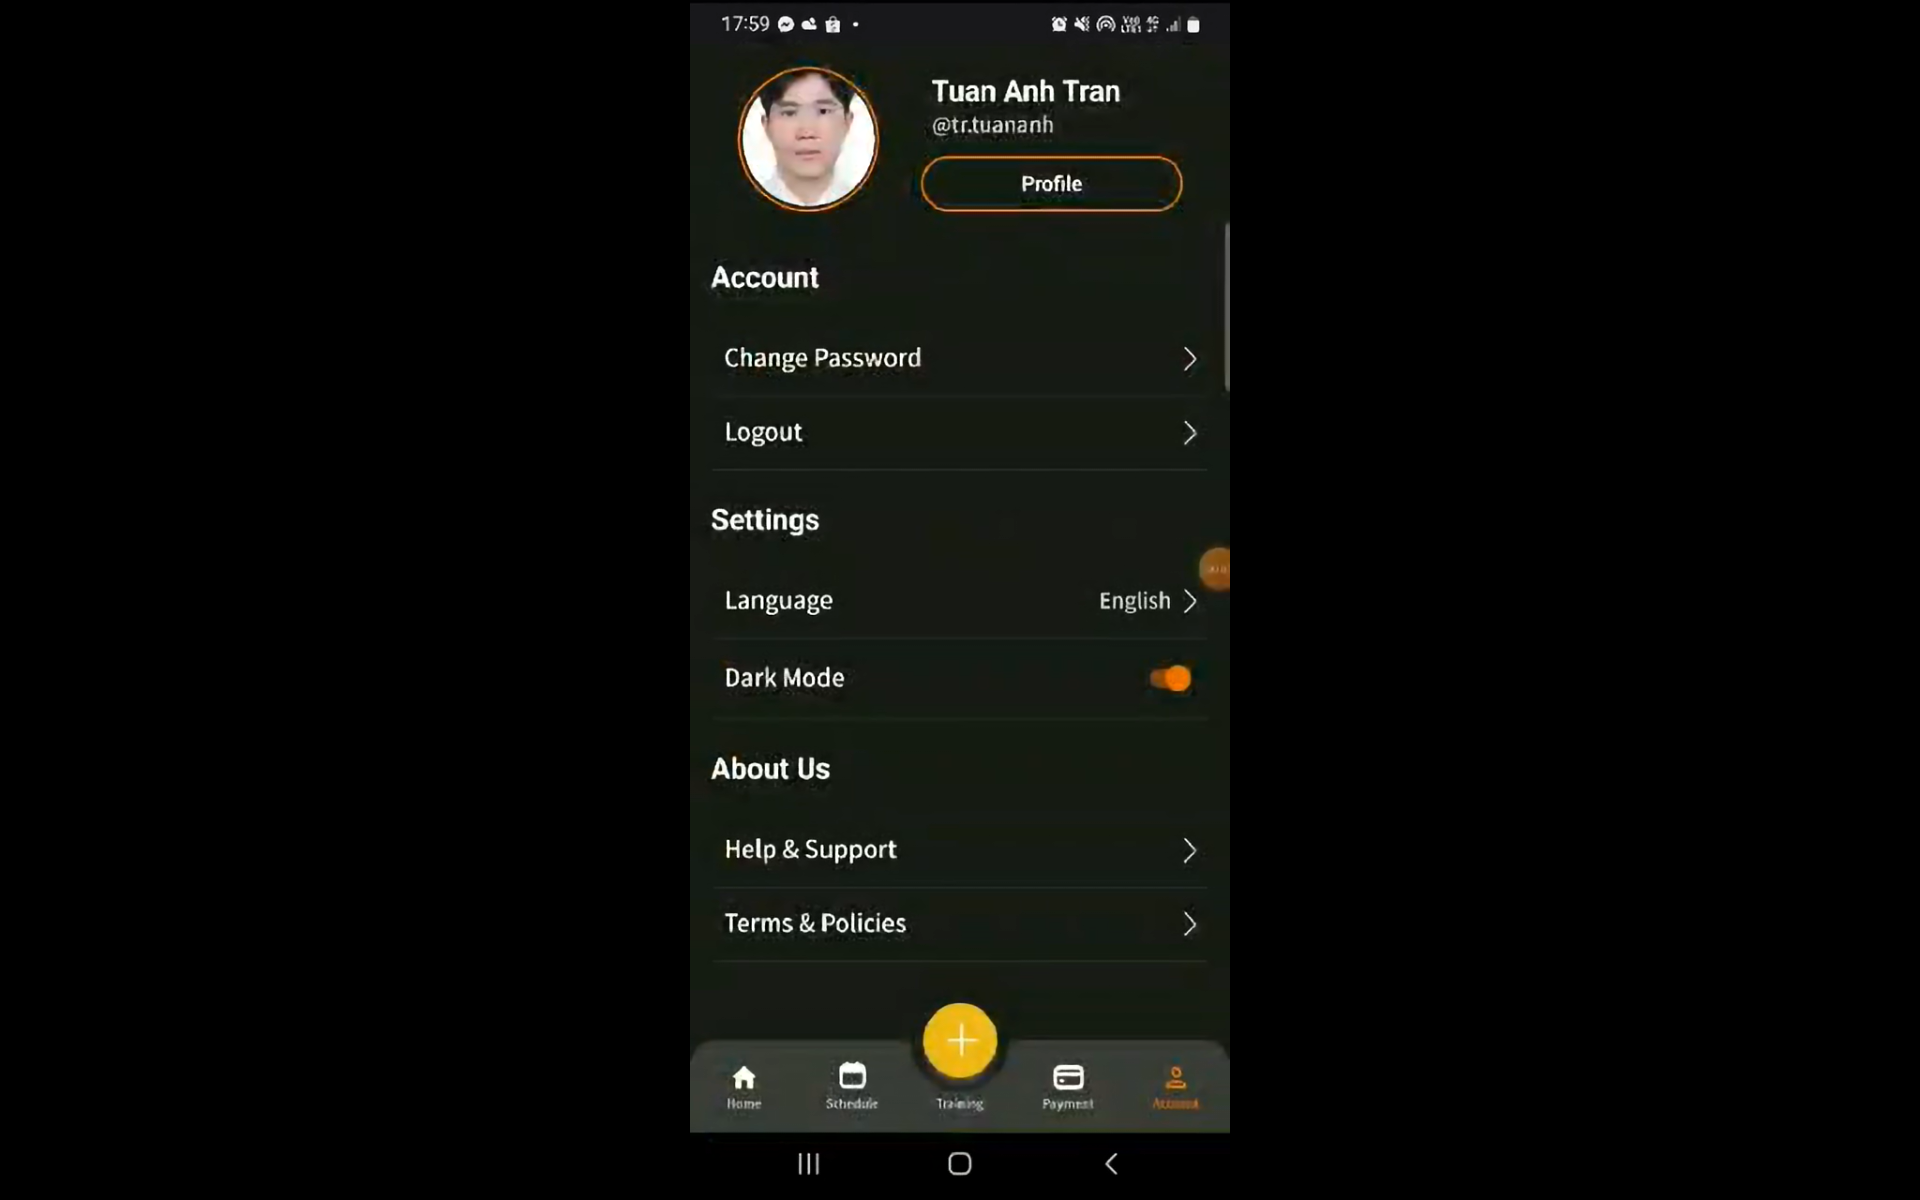 17:59
Tuan Anh Tran
@tr.tuananh
Profile
Account
Change Password
Logout
Settings
Language English
Dark Mode
About Us
Help & Support
Terms & Policies
Home Schedule Training Payment Account